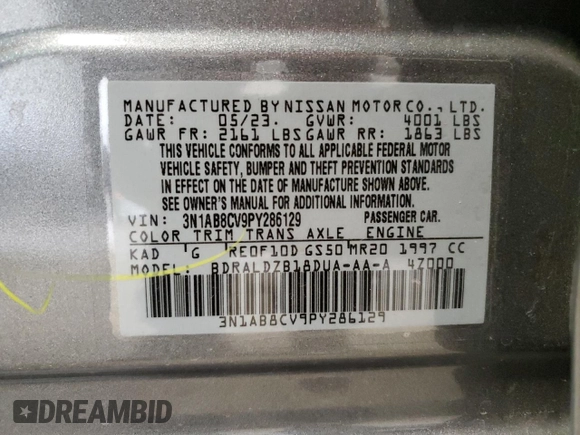 MANUFACTURED BY NISSAN MOTOR CO., LTD.
DATE: 05/23. GVWR: 4001 LBS
GAWR FR: 2161 LBS GAWR RR: 1863 LBS
THIS VEHICLE CONFORMS TO ALL APPLICABLE FEDERAL MOTOR
VEHICLE SAFETY, BUMPER AND THEFT PREVENTION STANDARDS
IN EFFECT ON THE DATE OF MANUFACTURE SHOWN ABOVE.
SEE OWNER'S MANUAL FOR ADDITIONAL INFORMATION.
VIN: 3N1AB8CV9PY286129 PASSENGER CAR.
COLOR TRIM TRANS AXLE ENGINE
KAD G RE0F10D GS50 MR20 1997 CC
MODEL: BDRALDZB18DUA-AA-A 4Z000
3N1AB8CV9PY286129
DREAMBID